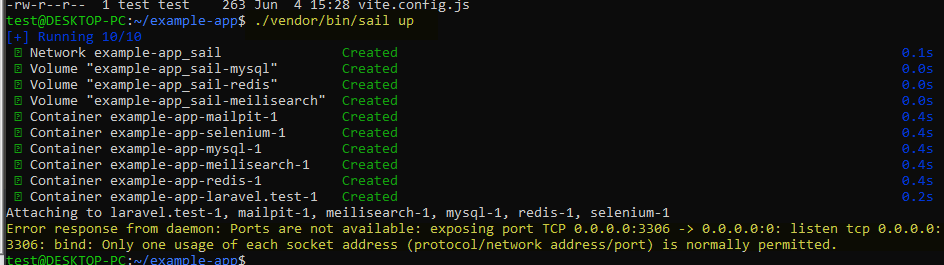 -rw-r--r-- 1 test test 263 Jun 4 15:28 vite.config.js
test@DESKTOP-PC:~/example-app$ ./vendor/bin/sail up
[+] Running 10/10
Network example-app_sail Created 0.1s
Volume "example-app_sail-mysql" Created 0.0s
Volume "example-app_sail-redis" Created 0.0s
Volume "example-app_sail-meilisearch" Created 0.0s
Container example-app-mailpit-1 Created 0.4s
Container example-app-selenium-1 Created 0.4s
Container example-app-mysql-1 Created 0.4s
Container example-app-meilisearch-1 Created 0.4s
Container example-app-redis-1 Created 0.4s
Container example-app-laravel.test-1 Created 0.2s
Attaching to laravel.test-1, mailpit-1, meilisearch-1, mysql-1, redis-1, selenium-1
Error response from daemon: Ports are not available: exposing port TCP 0.0.0.0:3306 -> 0.0.0.0:0: listen tcp 0.0.0.0:
3306: bind: Only one usage of each socket address (protocol/network address/port) is normally permitted.
test@DESKTOP-PC:~/example-app$